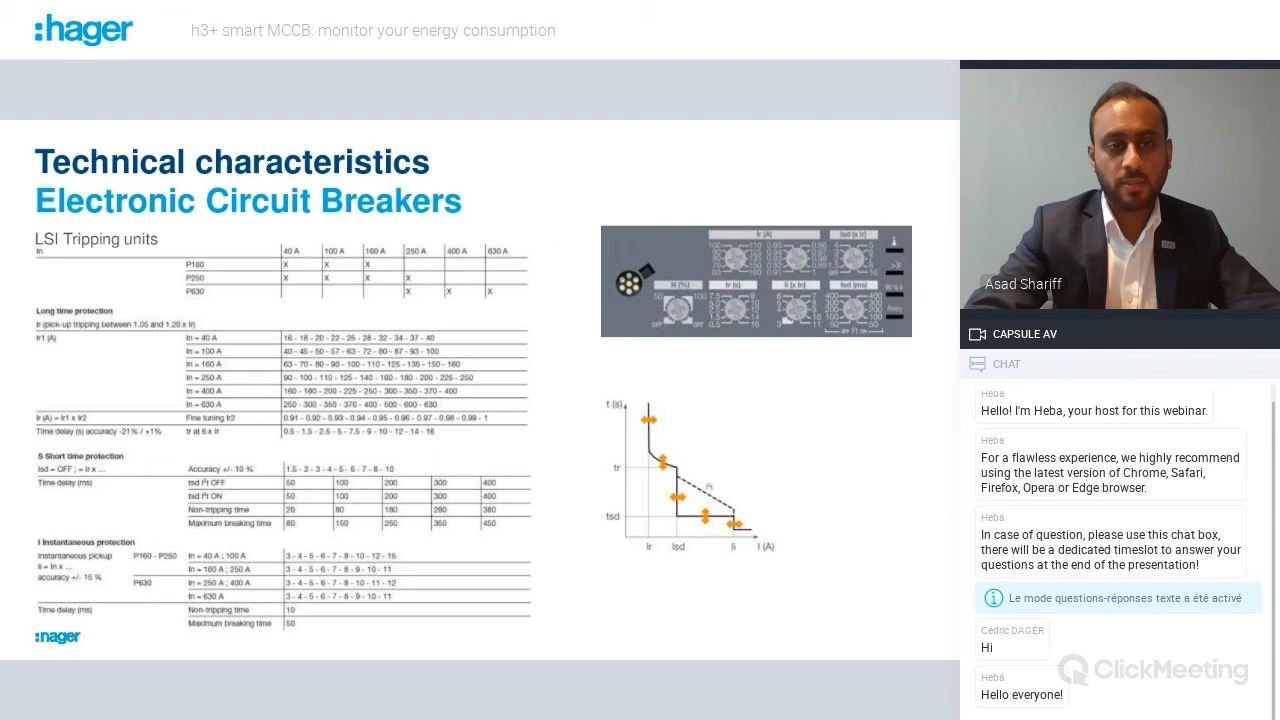 :hager
h3+ smart MCCB: monitor your energy consumption
Technical characteristics
Electronic Circuit Breakers
LSI Tripping units
In 40 A 100 A 160 A 250 A 400 A 630 A
P160 X X X
P250 X X X X
P630 X X X
Long time protection
Ir (pick-up tripping between 1.05 and 1.20 x Ir)
Ir1 (A) In = 40 A 16 - 18 - 20 - 22 - 25 - 28 - 32 - 34 - 37 - 40
In = 100 A 40 - 45 - 50 - 57 - 63 - 72 - 80 - 87 - 93 - 100
In = 160 A 63 - 70 - 80 - 90 - 100 - 110 - 125 - 135 - 150 - 160
In = 250 A 90 - 100 - 110 - 125 - 140 - 160 - 180 - 200 - 225 - 250
In = 400 A 160 - 180 - 200 - 225 - 250 - 300 - 350 - 370 - 400
In = 630 A 250 - 300 - 350 - 370 - 400 - 500 - 600 - 630
Ir (A) = Ir1 x Ir2 Fine tuning Ir2 0.91 - 0.92 - 0.93 - 0.94 - 0.95 - 0.96 - 0.97 - 0.98 - 0.99 - 1
Time delay (s) accuracy -21% / +1% tr at 6 x Ir 0.5 - 1.5 - 2.5 - 5 - 7.5 - 9 - 10 - 12 - 14 - 16
S Short time protection
Isd = OFF ; = Ir x ... Accuracy +/- 10 % 1.5 - 2 - 3 - 4 - 5 - 6 - 7 - 8 - 10
Time delay (ms) tsd I²t OFF 50 100 200 300 400
tsd I²t ON 50 100 200 300 400
Non-tripping time 20 80 180 280 380
Maximum breaking time 80 150 250 350 450
I Instantaneous protection
Instantaneous pickup P160 - P250 In = 40 A ; 100 A 3 - 4 - 5 - 6 - 7 - 8 - 10 - 12 - 15
Ii = In x ... In = 160 A ; 250 A 3 - 4 - 5 - 6 - 7 - 8 - 9 - 10 - 11
accuracy +/- 15 % P630 In = 250 A ; 400 A 3 - 4 - 5 - 6 - 7 - 8 - 10 - 11 - 12
In = 630 A 3 - 4 - 5 - 6 - 7 - 8 - 9 - 10 - 11
Time delay (ms) Non-tripping time 10
Maximum breaking time 50
:hager
Ir (A) Isd (x Ir)
N (%) tr (s) Ii (x In) tsd (ms)
t (s)
tr
I²t
tsd
Ir Isd Ii I (A)
Asad Shariff
CAPSULE AV
CHAT
Heba
Hello! I'm Heba, your host for this webinar.
Heba
For a flawless experience, we highly recommend
using the latest version of Chrome, Safari,
Firefox, Opera or Edge browser.
Heba
In case of question, please use this chat box,
there will be a dedicated timeslot to answer your
questions at the end of the presentation!
Le mode questions-réponses texte a été activé
Cédric DAGER
Hi
Heba
Hello everyone!
ClickMeeting